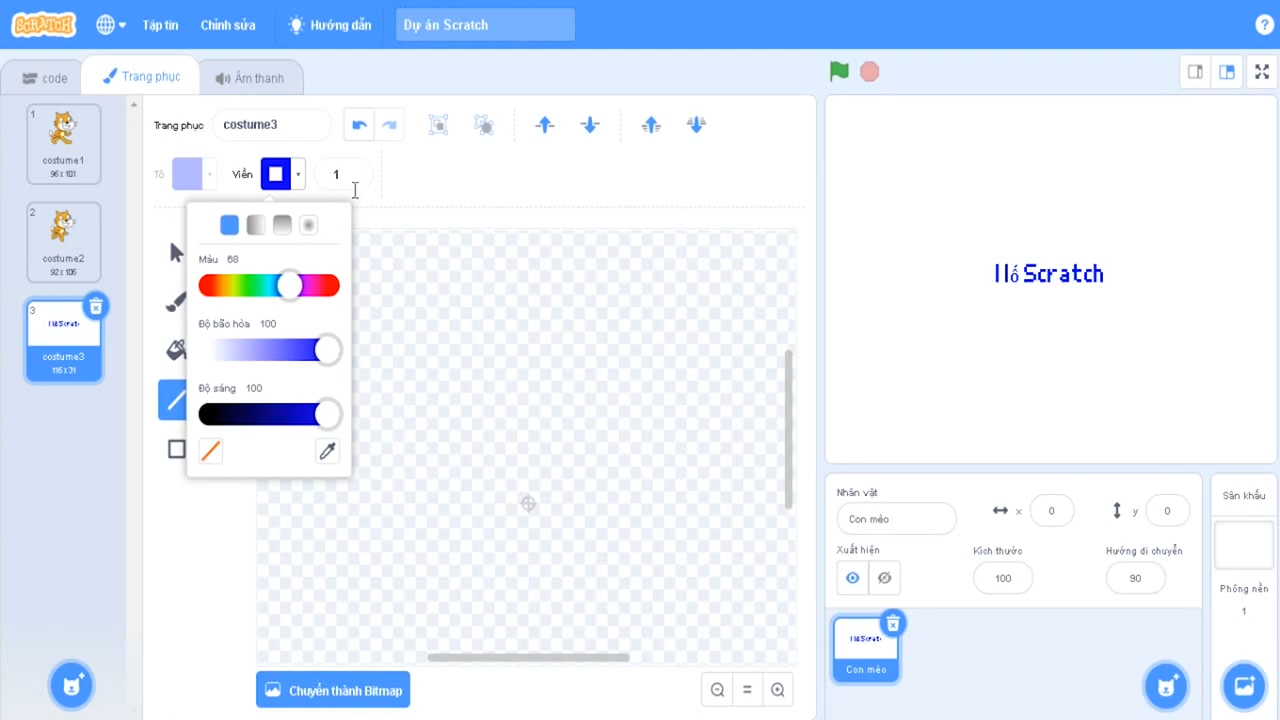 SCRATCH
Tập tin
Chỉnh sửa
Hướng dẫn
Dự án Scratch
?
code
Trang phục
Âm thanh
1
costume1
96 x 101
2
costume2
92 x 106
3
costume3
116 x 31
Trang phục
costume3
Tô
Viền
1
Màu 68
Độ bão hòa 100
Độ sáng 100
Chuyển thành Bitmap
Scratch
Nhân vật
Con mèo
x
0
y
0
Xuất hiện
Kích thước
100
Hướng di chuyển
90
Con mèo
Sân khấu
Phông nền
1